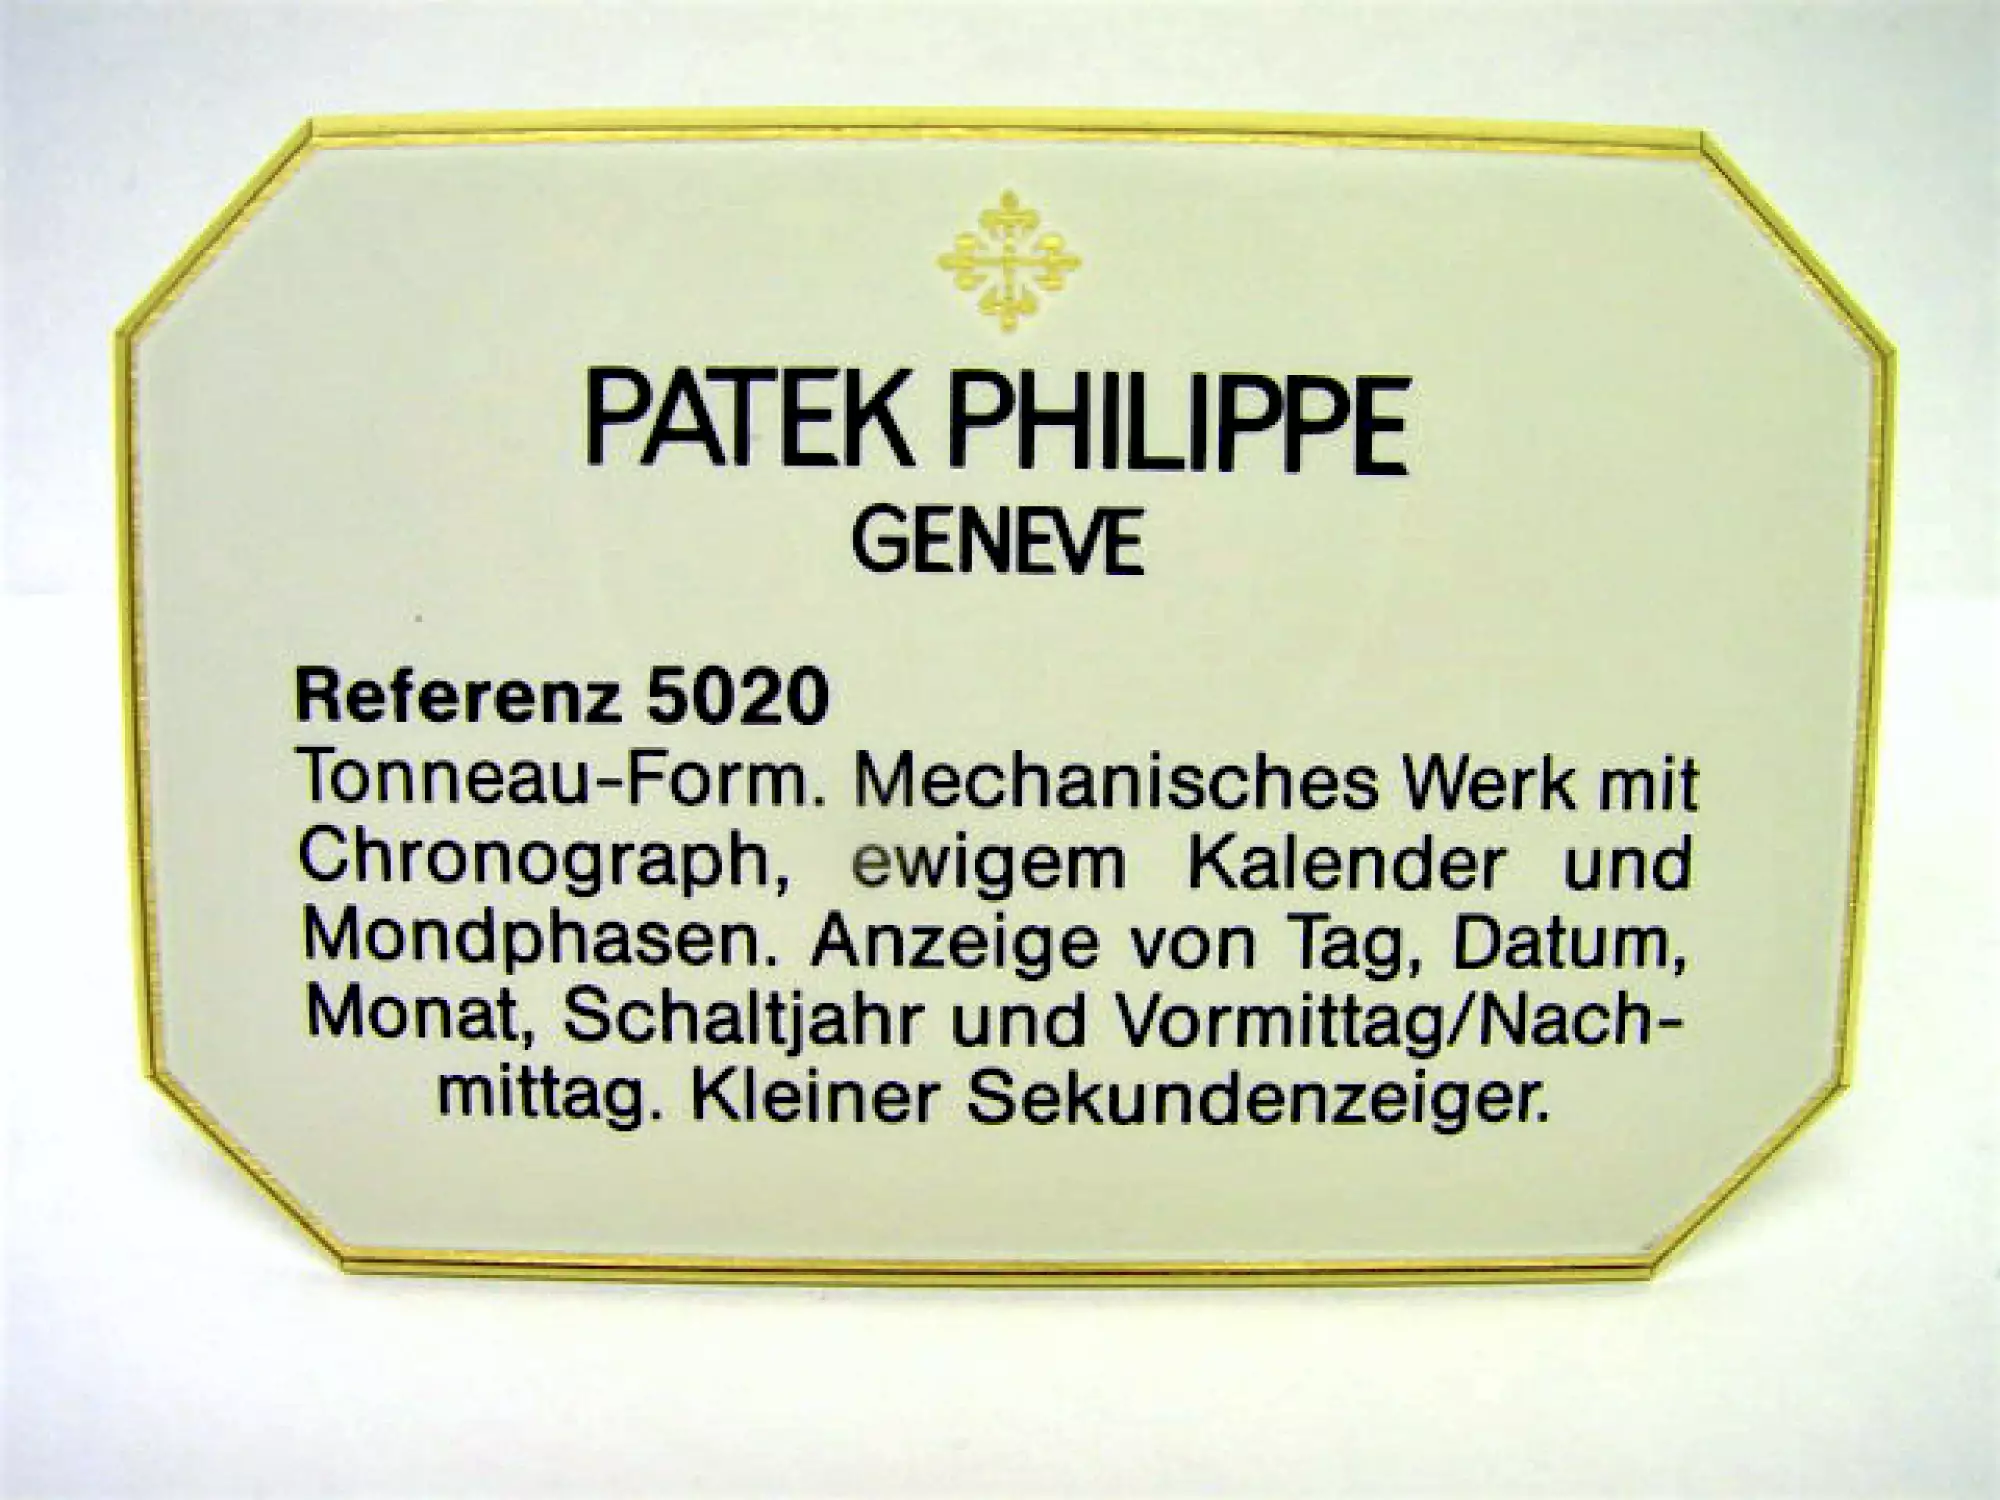 PATEK PHILIPPE
GENEVE
Referenz 5020
Tonneau-Form. Mechanisches Werk mit
Chronograph, ewigem Kalender und
Mondphasen. Anzeige von Tag, Datum,
Monat, Schaltjahr und Vormittag/Nach-
mittag. Kleiner Sekundenzeiger.